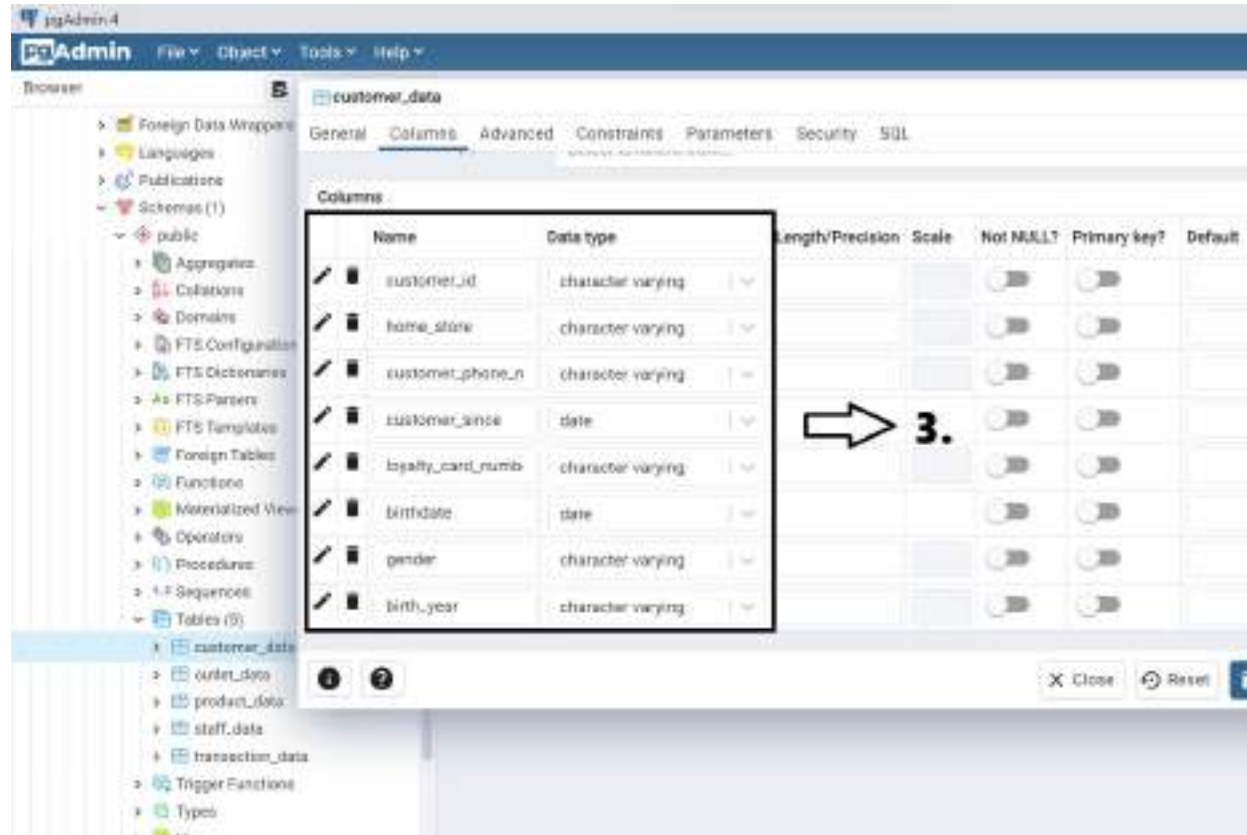 pgAdmin 4
pgAdmin File Object Tools Help
Browser
Foreign Data Wrappers
Languages
Publications
Schemas (1)
public
Aggregates
Collations
Domains
FTS Configuration
FTS Dictionaries
FTS Parsers
FTS Templates
Foreign Tables
Functions
Materialized View
Operators
Procedures
1..3 Sequences
Tables (5)
customer_data
outlet_data
product_data
staff_data
transaction_data
Trigger Functions
Types
customer_data
General Columns Advanced Constraints Parameters Security SQL
Columns
Name Data type Length/Precision Scale Not NULL? Primary key? Default
customer_id character varying
home_store character varying
customer_phone_n character varying
customer_since date
loyalty_card_numb character varying
birthdate date
gender character varying
birth_year character varying
3.
Close Reset